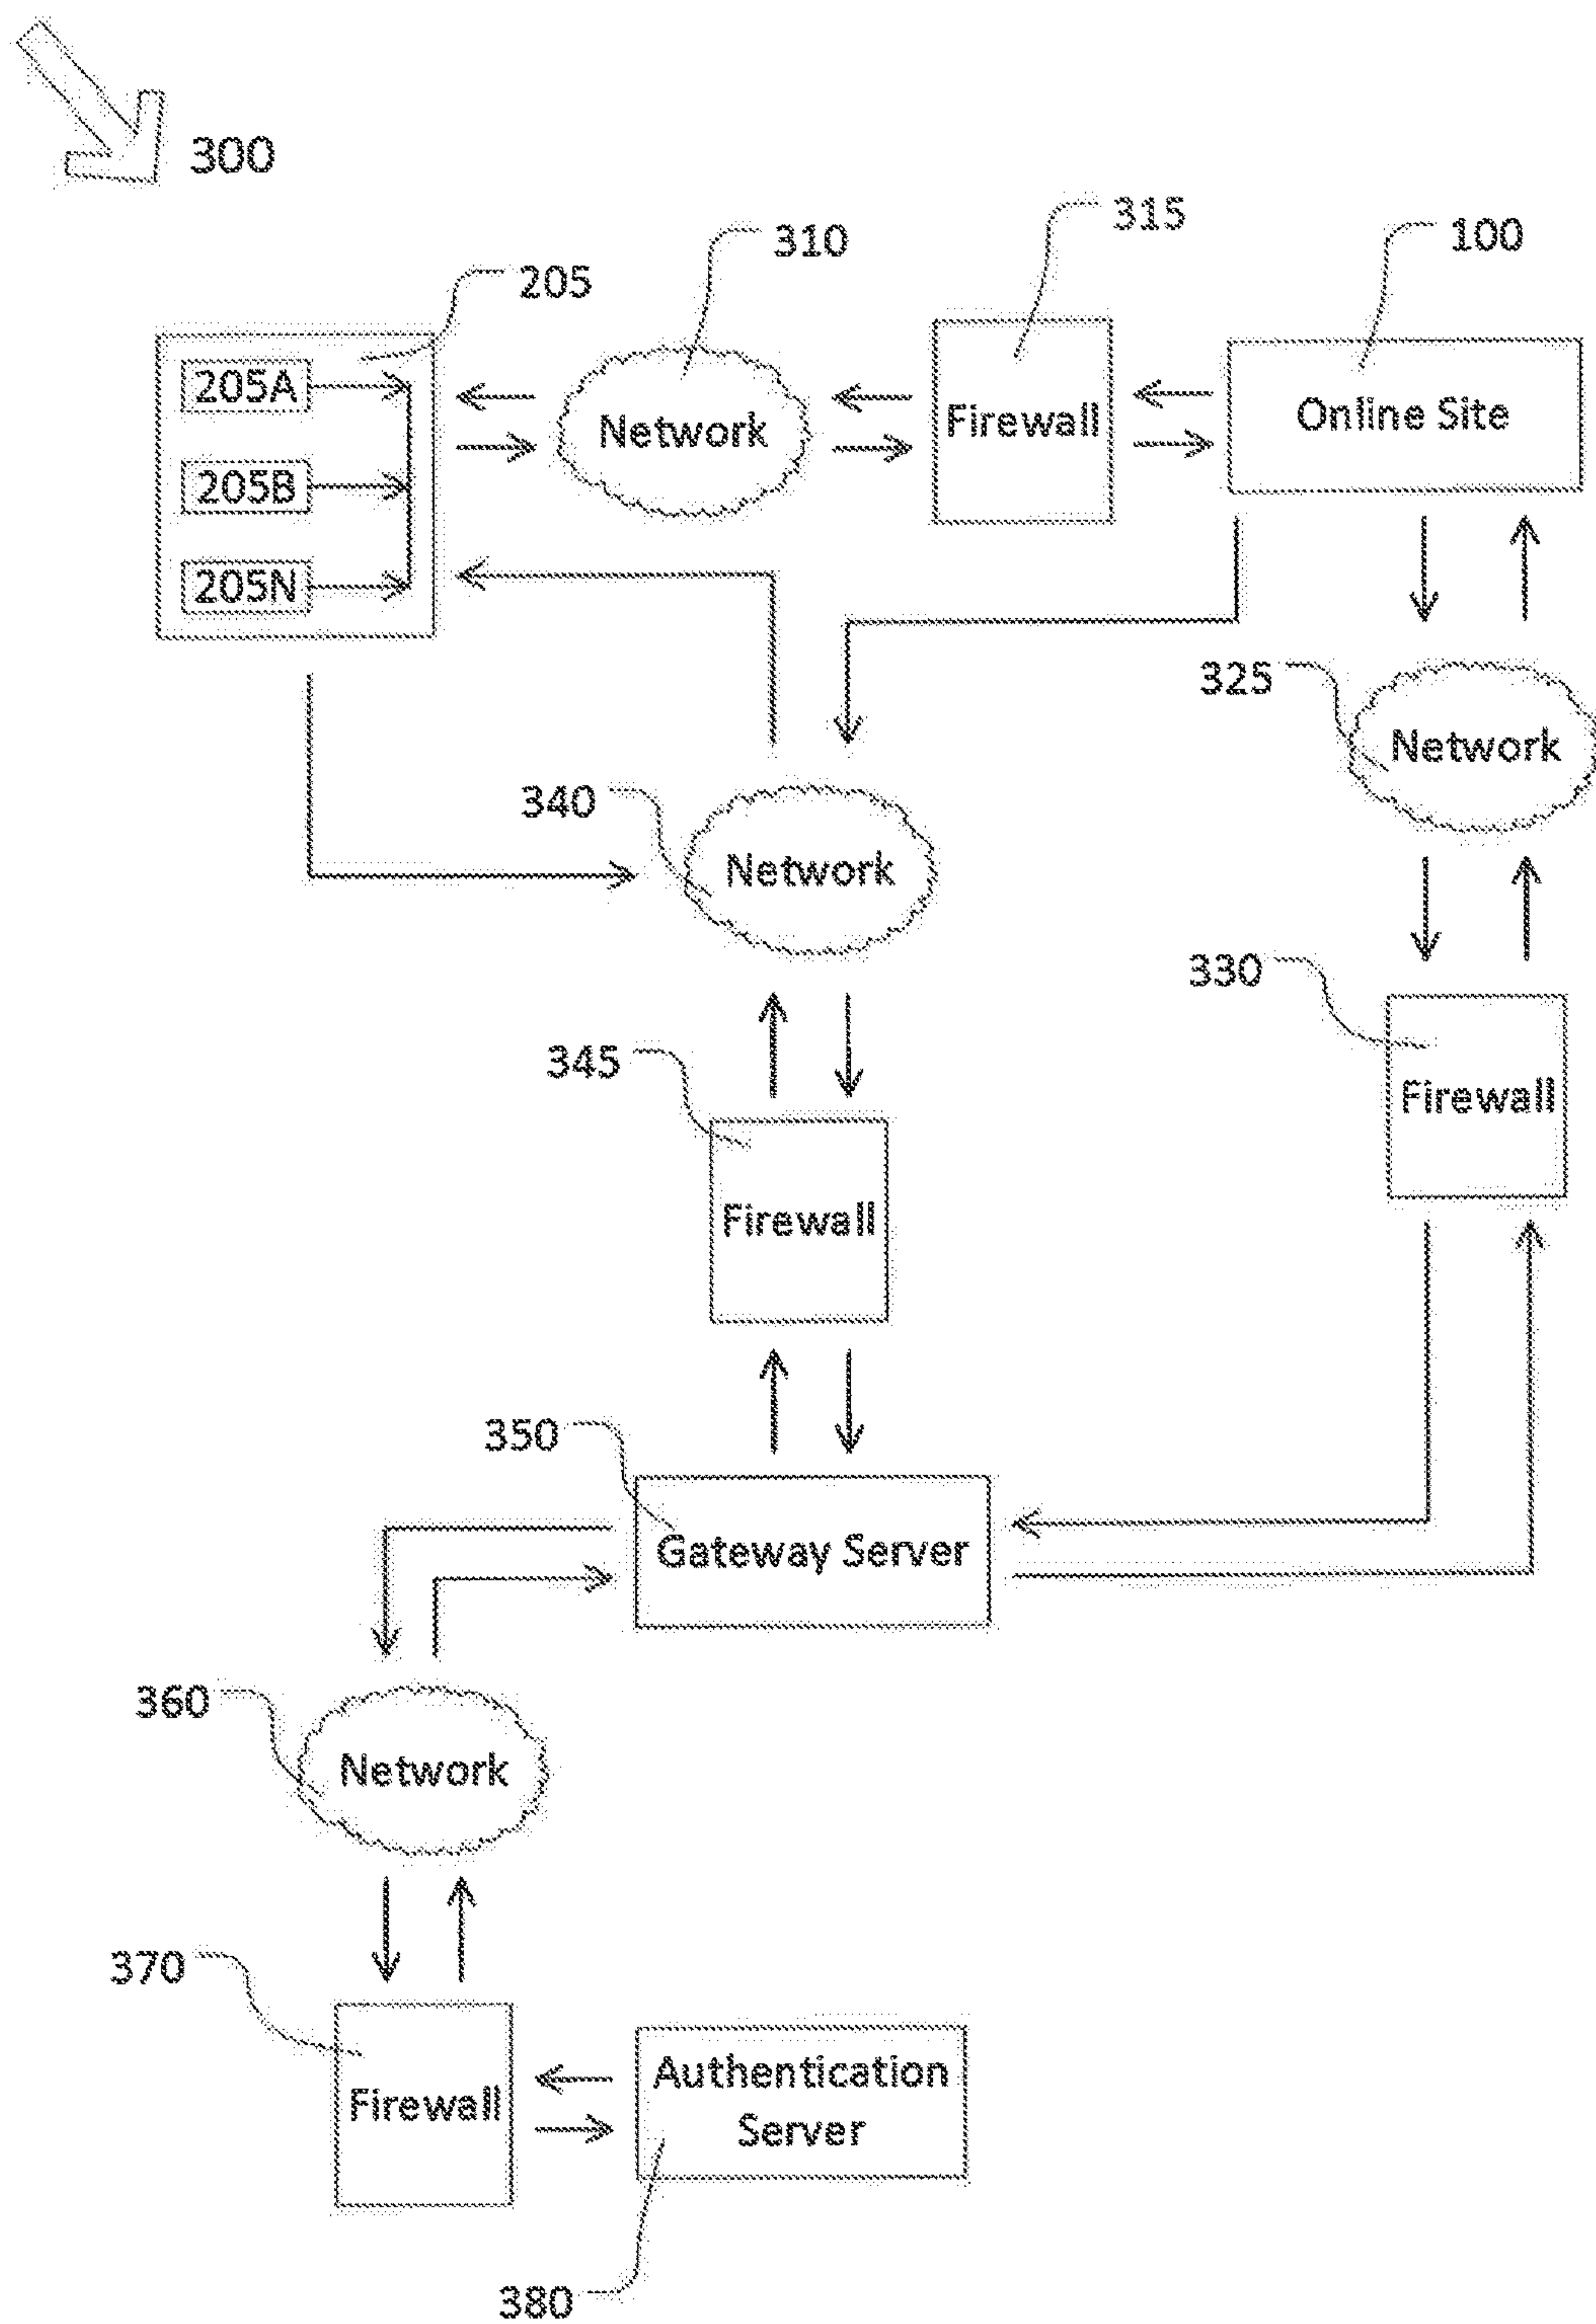 300
315
100
310
205
205A
205B
205N
Network
Firewall
Online Site
325
Network
340
Network
330
Firewall
345
Firewall
350
Gateway Server
360
Network
370
Firewall
Authentication
Server
380